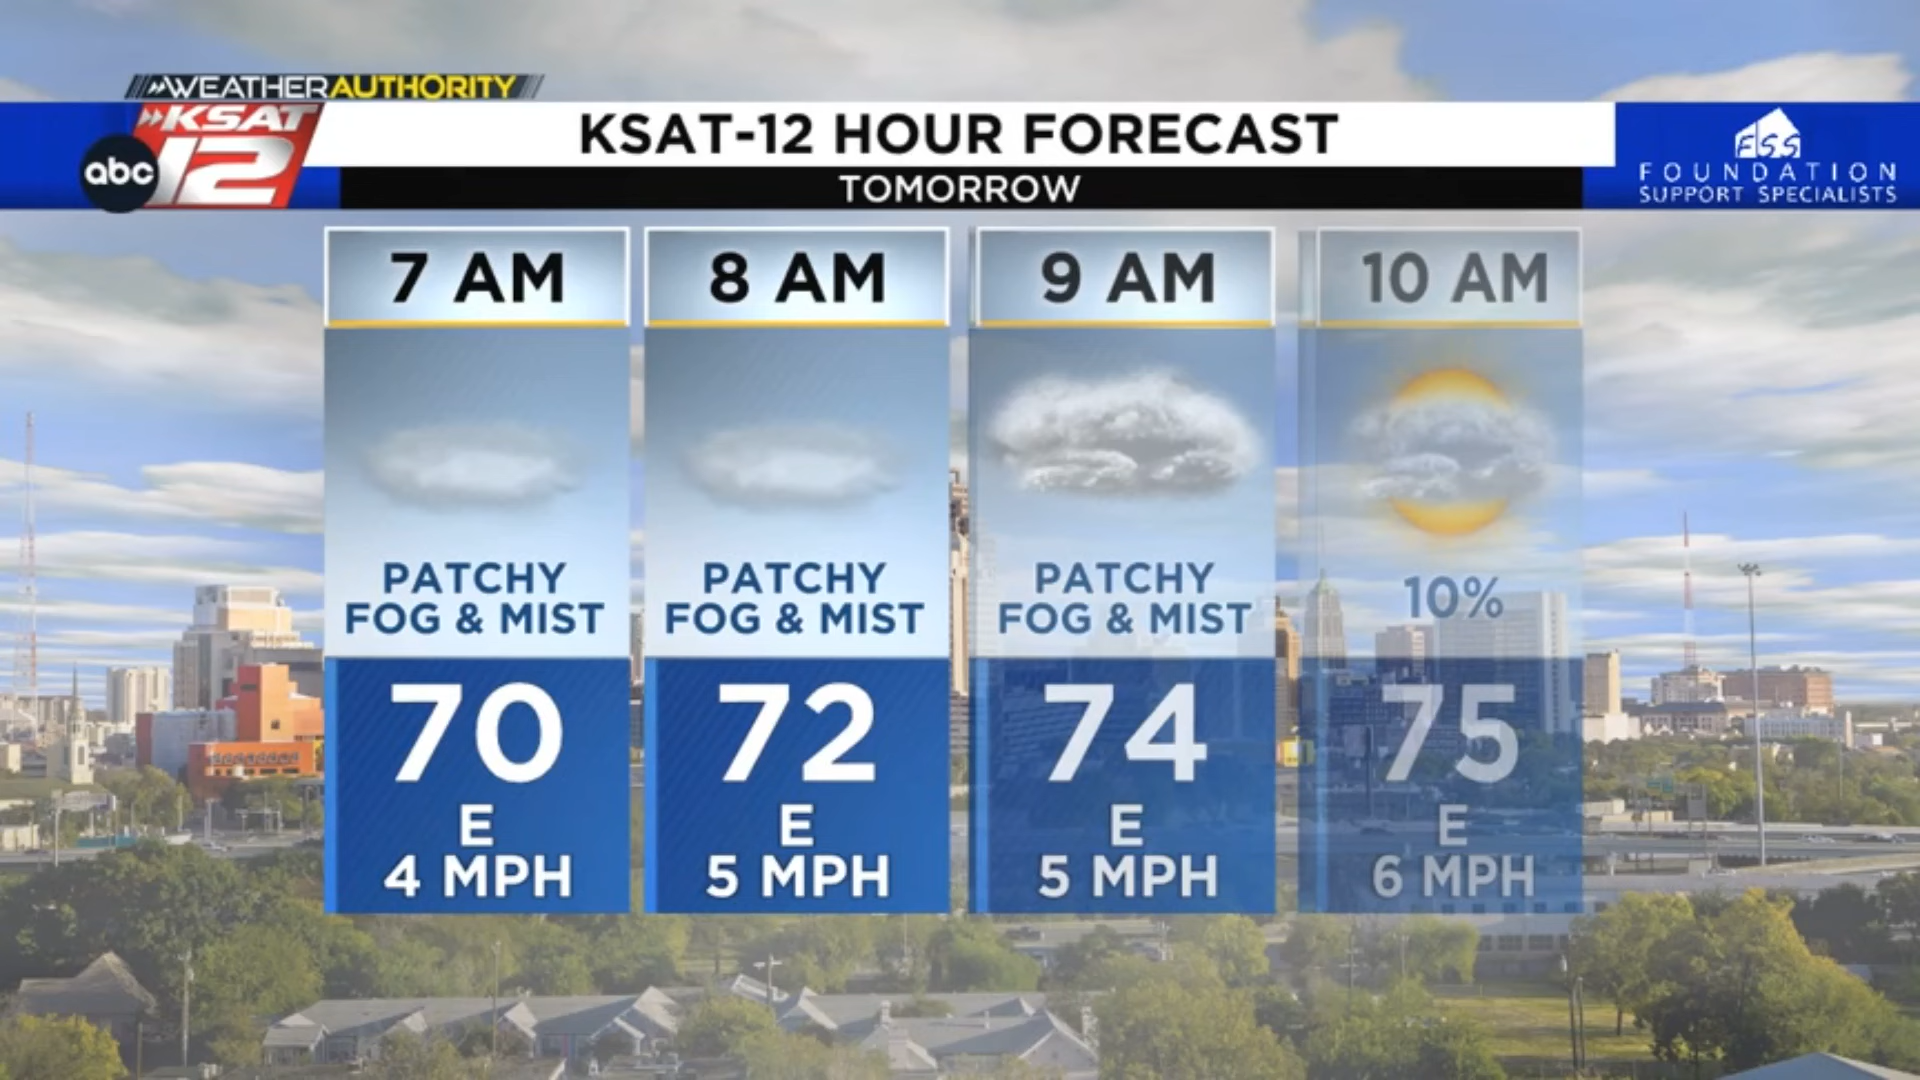 WEATHERAUTHORITY
KSAT
12
abc
KSAT-12 HOUR FORECAST
TOMORROW
FSS
FOUNDATION
SUPPORT SPECIALISTS
7 AM
PATCHY
FOG & MIST
70
E
4 MPH
8 AM
PATCHY
FOG & MIST
72
E
5 MPH
9 AM
PATCHY
FOG & MIST
74
E
5 MPH
10 AM
10%
75
E
6 MPH